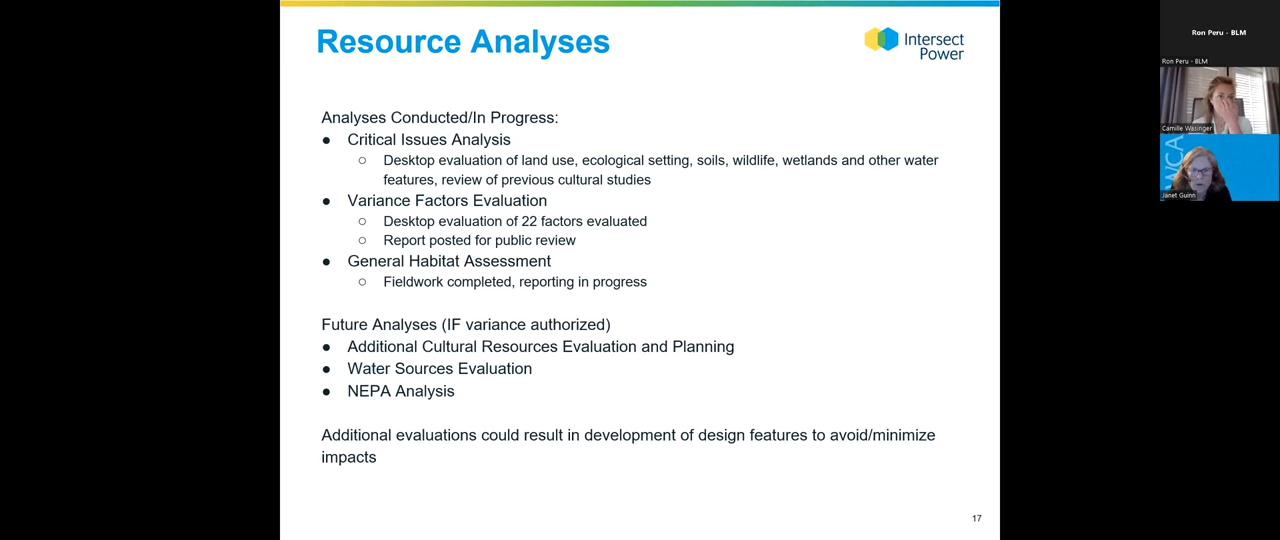 Resource Analyses
Intersect
Power
Analyses Conducted/In Progress:
● Critical Issues Analysis
○ Desktop evaluation of land use, ecological setting, soils, wildlife, wetlands and other water
features, review of previous cultural studies
● Variance Factors Evaluation
○ Desktop evaluation of 22 factors evaluated
○ Report posted for public review
● General Habitat Assessment
○ Fieldwork completed, reporting in progress
Future Analyses (IF variance authorized)
● Additional Cultural Resources Evaluation and Planning
● Water Sources Evaluation
● NEPA Analysis
Additional evaluations could result in development of design features to avoid/minimize
impacts
17
Ron Peru - BLM
Ron Peru - BLM
Camille Wasinger
WCA
Janet Guinn